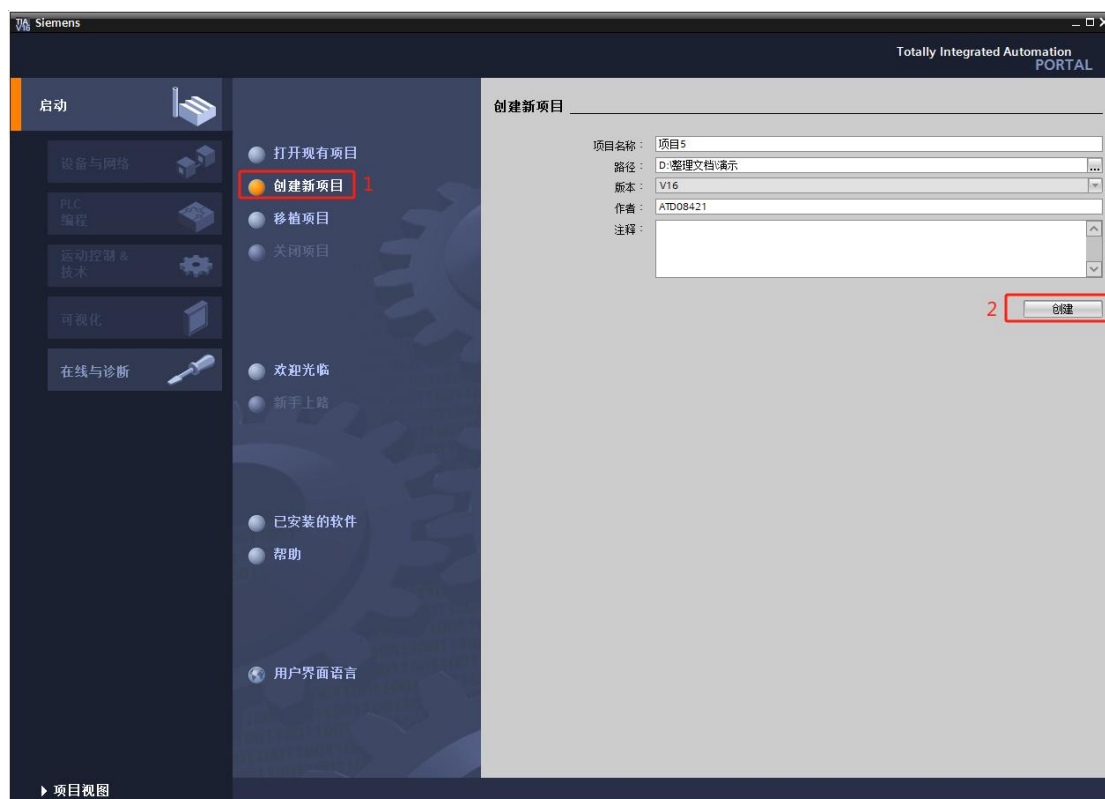 TIA
V16
Siemens
Totally Integrated Automation
PORTAL
启动
设备与网络
PLC
编程
运动控制 &
技术
可视化
在线与诊断
打开现有项目
创建新项目 1
移植项目
关闭项目
欢迎光临
新手上路
已安装的软件
帮助
用户界面语言
创建新项目
项目名称： 项目5
路径： D:\整理文档\演示
...
版本： V16
作者： ATD08421
注释：
2 创建
项目视图